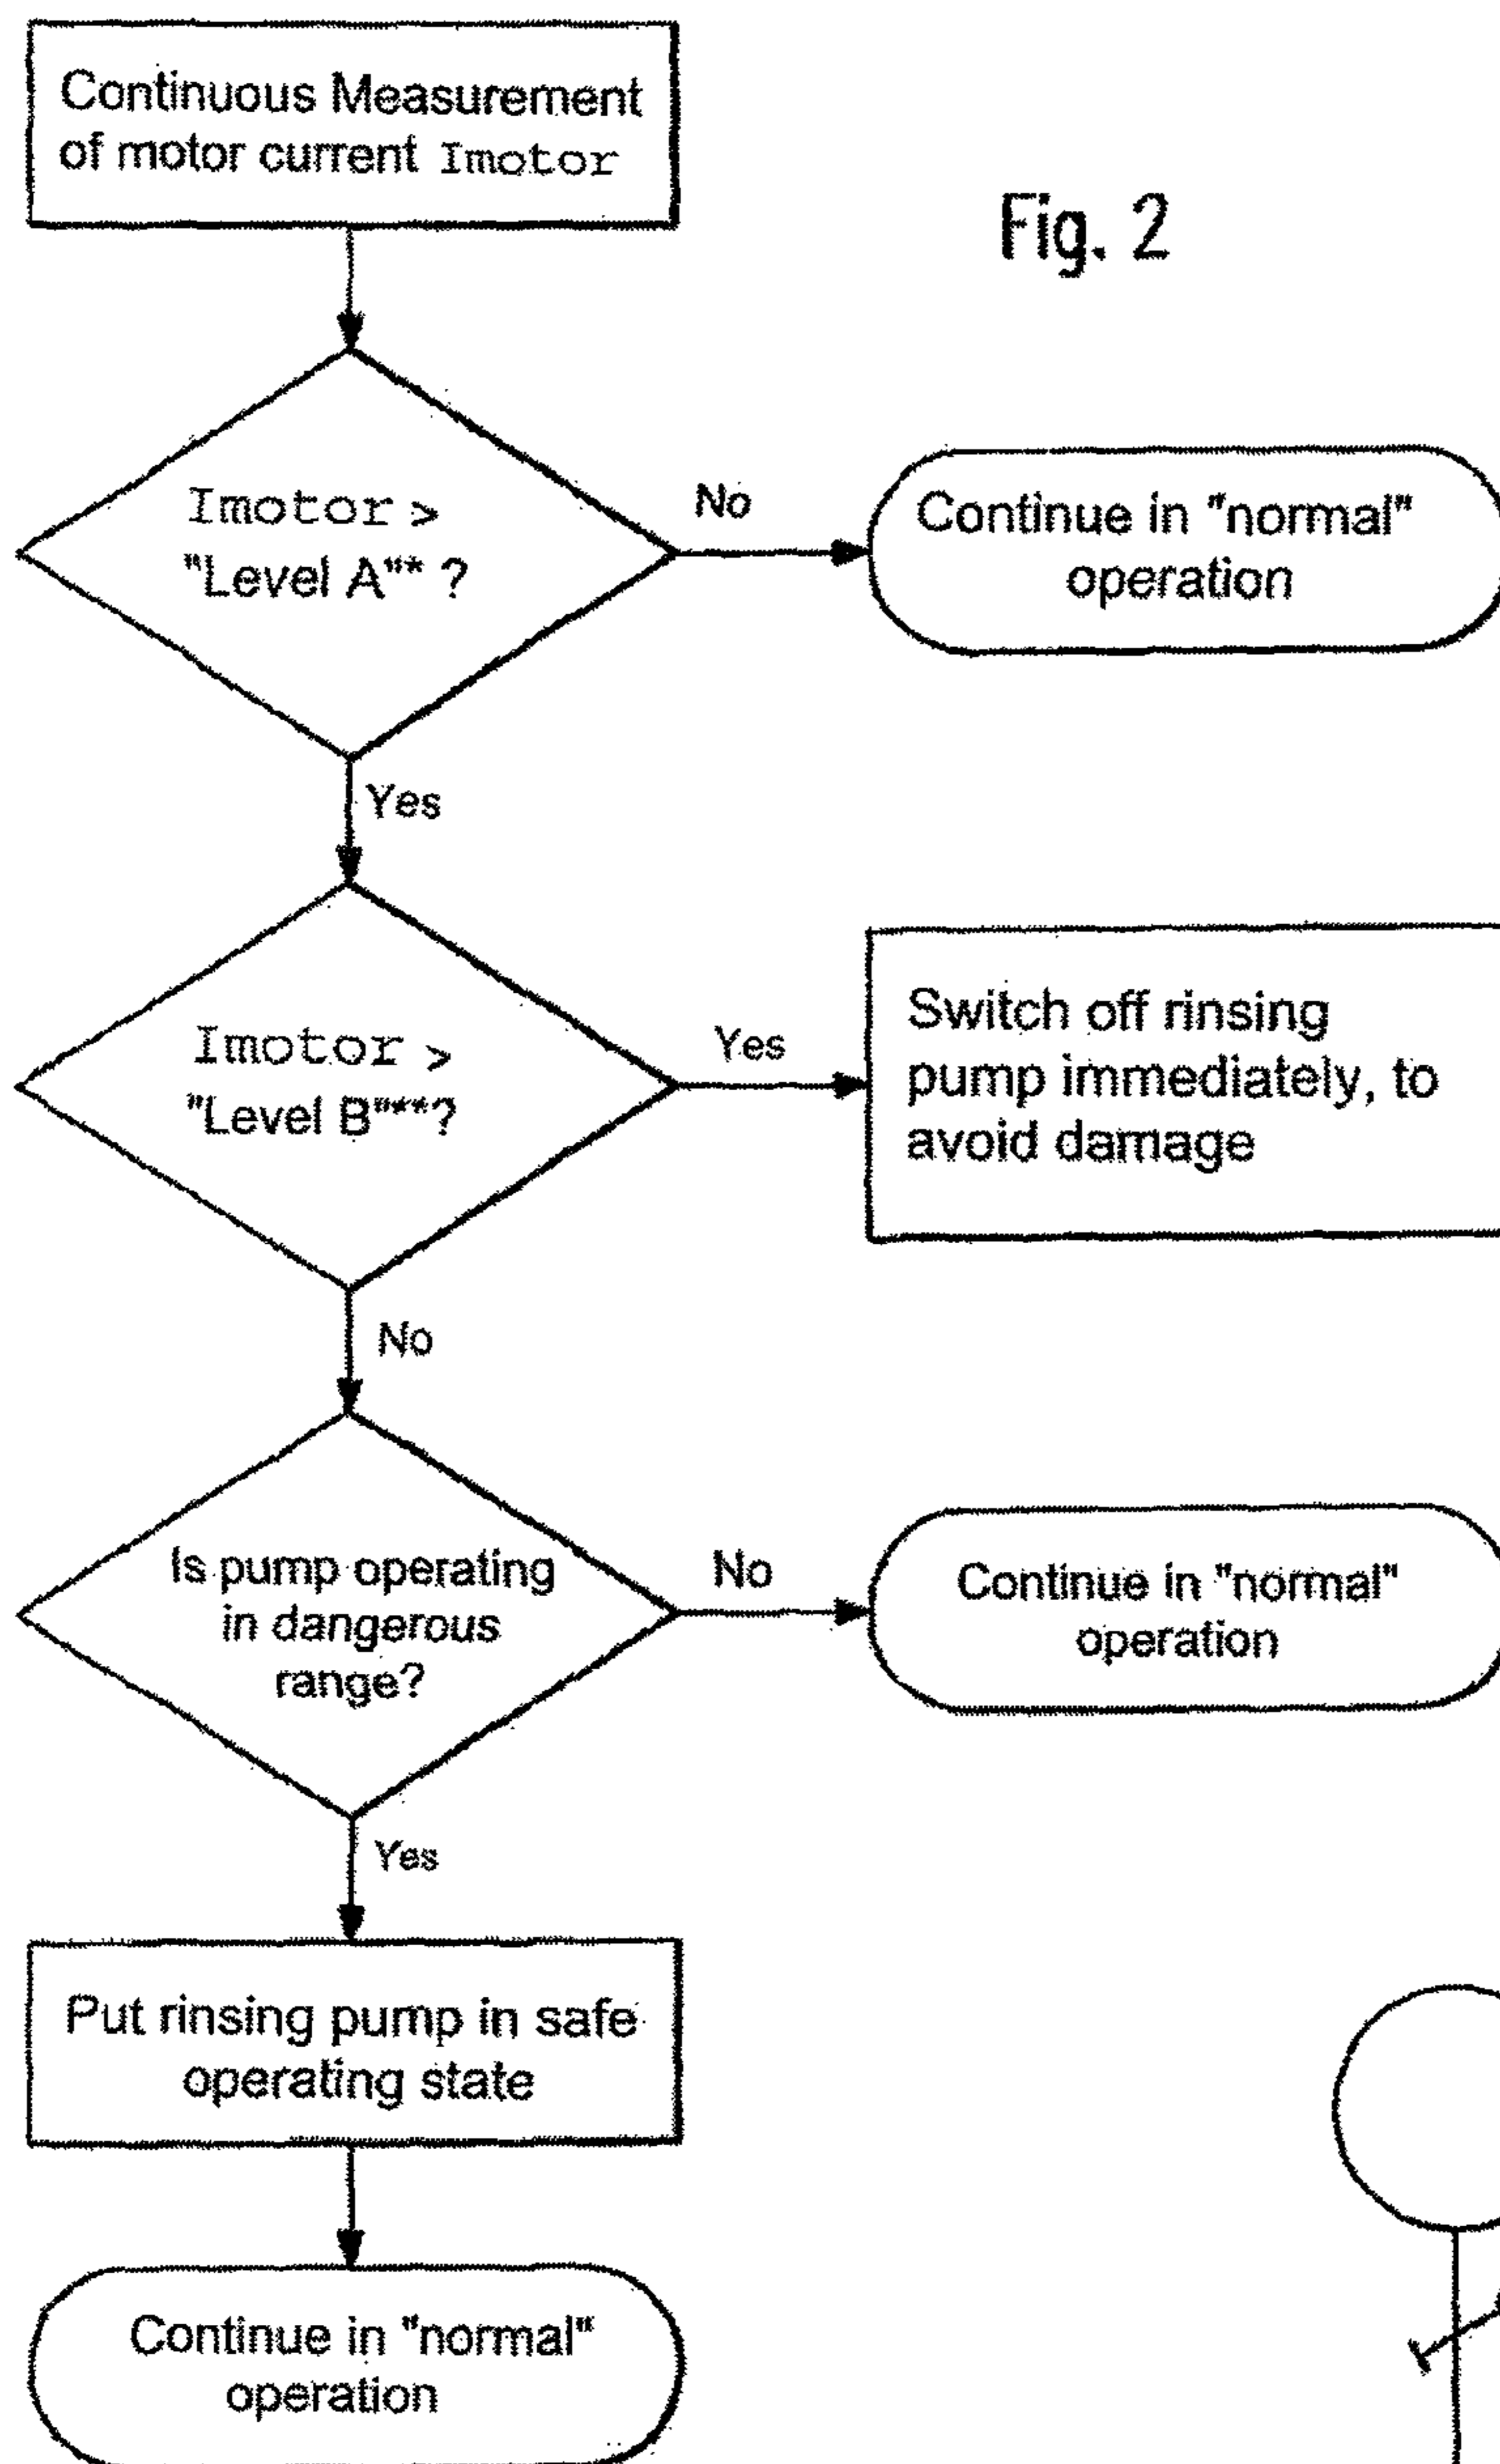 Continuous Measurement
of motor current Imotor
Fig. 2
Imotor >
"Level A"* ?
No
Continue in "normal"
operation
Yes
Imotor >
"Level B"**?
Yes
Switch off rinsing
pump immediately, to
avoid damage
No
Is pump operating
in dangerous
range?
No
Continue in "normal"
operation
Yes
Put rinsing pump in safe
operating state
Continue in "normal"
operation